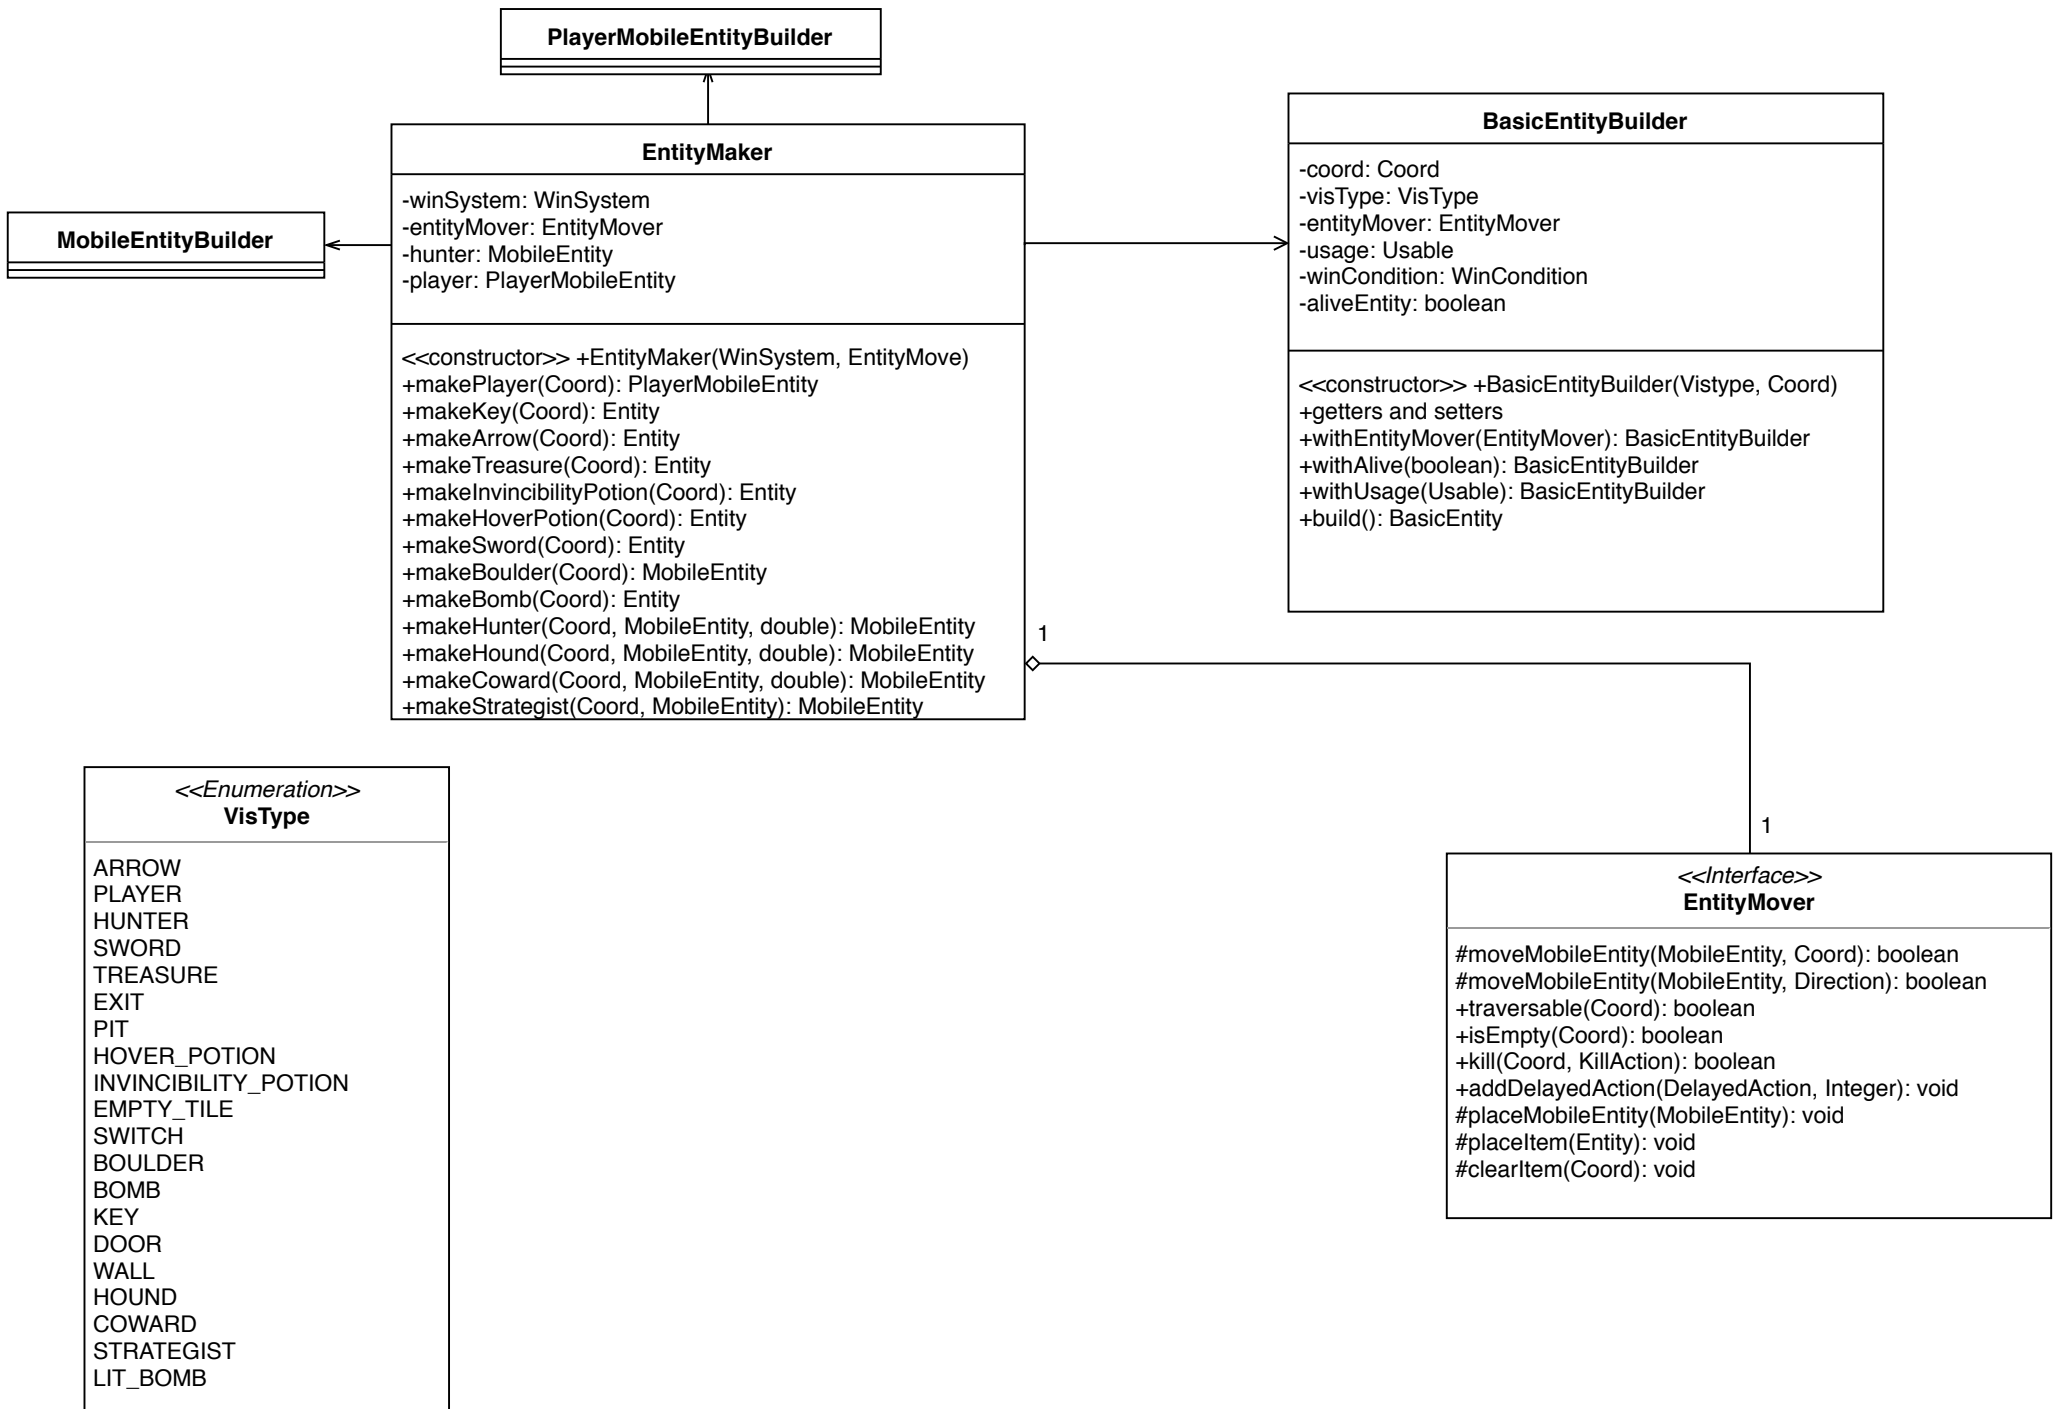 PlayerMobileEntityBuilder
EntityMaker
-winSystem: WinSystem
-entityMover: EntityMover
-hunter: MobileEntity
-player: PlayerMobileEntity
<<constructor>> +EntityMaker(WinSystem, EntityMove)
+makePlayer(Coord): PlayerMobileEntity
+makeKey(Coord): Entity
+makeArrow(Coord): Entity
+makeTreasure(Coord): Entity
+makeInvincibilityPotion(Coord): Entity
+makeHoverPotion(Coord): Entity
+makeSword(Coord): Entity
+makeBoulder(Coord): MobileEntity
+makeBomb(Coord): Entity
+makeHunter(Coord, MobileEntity, double): MobileEntity
+makeHound(Coord, MobileEntity, double): MobileEntity
+makeCoward(Coord, MobileEntity, double): MobileEntity
+makeStrategist(Coord, MobileEntity): MobileEntity
MobileEntityBuilder
BasicEntityBuilder
-coord: Coord
-visType: VisType
-entityMover: EntityMover
-usage: Usable
-winCondition: WinCondition
-aliveEntity: boolean
<<constructor>> +BasicEntityBuilder(Vistype, Coord)
+getters and setters
+withEntityMover(EntityMover): BasicEntityBuilder
+withAlive(boolean): BasicEntityBuilder
+withUsage(Usable): BasicEntityBuilder
+build(): BasicEntity
1
1
<<Enumeration>>
VisType
ARROW
PLAYER
HUNTER
SWORD
TREASURE
EXIT
PIT
HOVER_POTION
INVINCIBILITY_POTION
EMPTY_TILE
SWITCH
BOULDER
BOMB
KEY
DOOR
WALL
HOUND
COWARD
STRATEGIST
LIT_BOMB
<<Interface>>
EntityMover
#moveMobileEntity(MobileEntity, Coord): boolean
#moveMobileEntity(MobileEntity, Direction): boolean
+traversable(Coord): boolean
+isEmpty(Coord): boolean
+kill(Coord, KillAction): boolean
+addDelayedAction(DelayedAction, Integer): void
#placeMobileEntity(MobileEntity): void
#placeItem(Entity): void
#clearItem(Coord): void